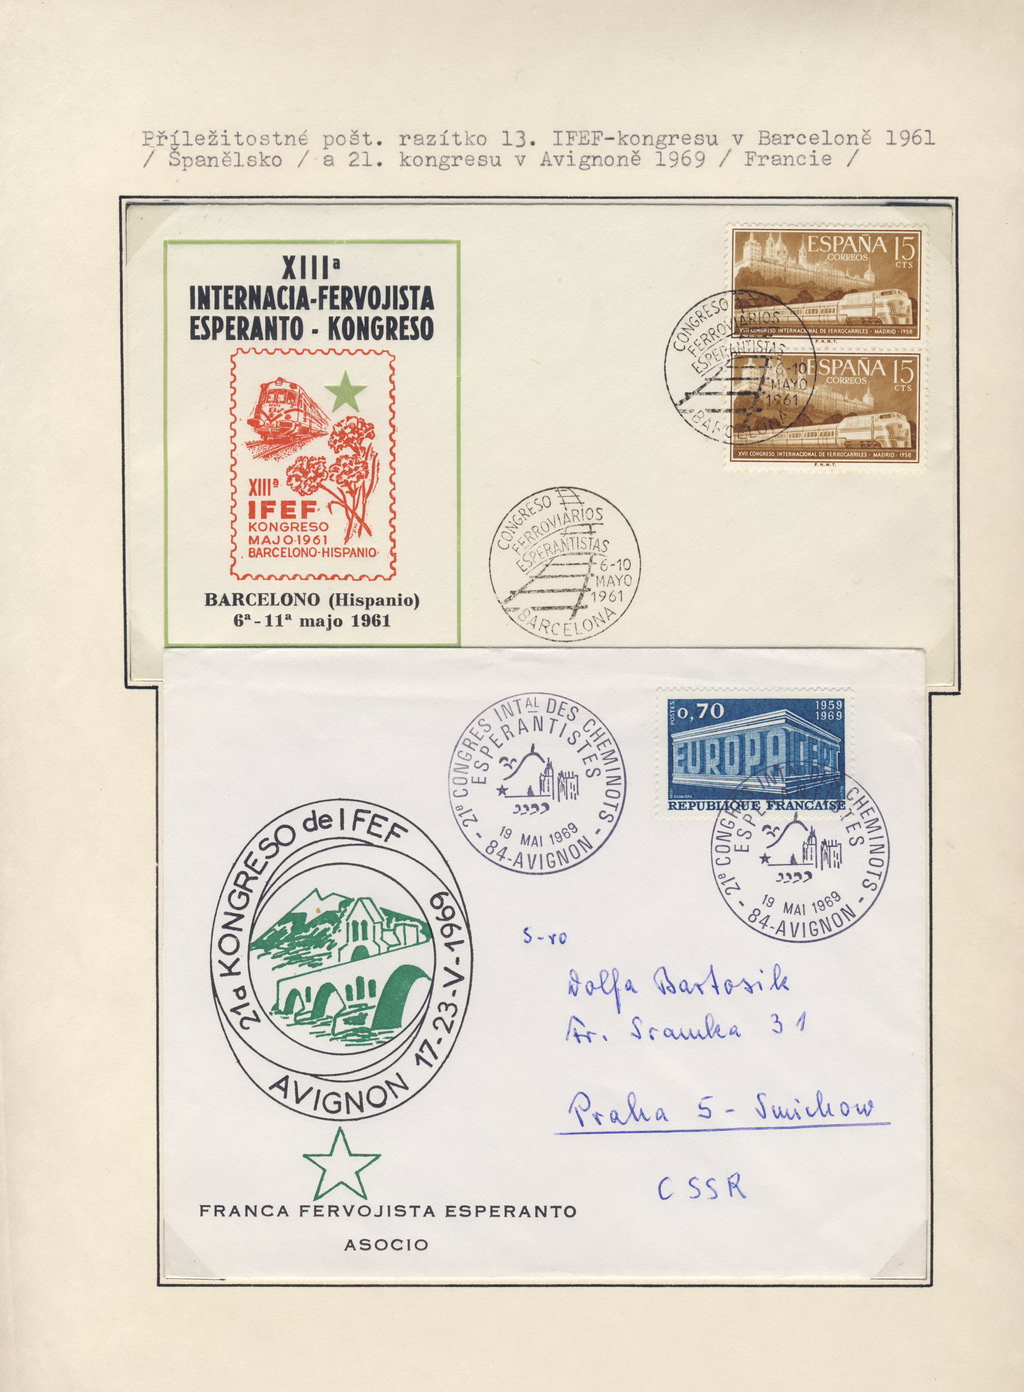 Příležitostné pošt. razítko 13. IFEF-kongresu v Barceloně 1961
/ Španělsko / a 21. kongresu v Avignoně 1969 / Francie /
XIIIª
INTERNACIA-FERVOJISTA
ESPERANTO - KONGRESO
XIIIª
IFEF
KONGRESO
MAJO·1961
BARCELONO·HISPANIO·
BARCELONO (Hispanio)
6ª - 11ª majo 1961
ESPAÑA 15
CORREOS CTS
XVII CONGRESO INTERNACIONAL DE FERROCARRILES - MADRID - 1958
F.N.M.T.
ESPAÑA 15
CORREOS CTS
XVII CONGRESO INTERNACIONAL DE FERROCARRILES - MADRID - 1958
F.N.M.T.
CONGRESO
FERROVIÁRIOS
ESPERANTISTAS
6-10
MAYO
1961
BARCELONA
CONGRESO
FERROVIÁRIOS
ESPERANTISTAS
6-10
MAYO
1961
BARCELONA
21e CONGRES INTAL DES CHEMINOTS
ESPERANTISTES
19 MAI 1969
- 84-AVIGNON -
POSTES
0,70
1959
1969
EUROPA CEPT
REPUBLIQUE FRANÇAISE
21e CONGRES INTAL DES CHEMINOTS
ESPERANTISTES
19 MAI 1969
- 84-AVIGNON -
21a KONGRESO de IFEF
AVIGNON 17-23-V-1969
FRANCA FERVOJISTA ESPERANTO
ASOCIO
S-ro
Dolfa Bartosik
Fr. Sramka 31
Praha 5 - Smichow
CSSR